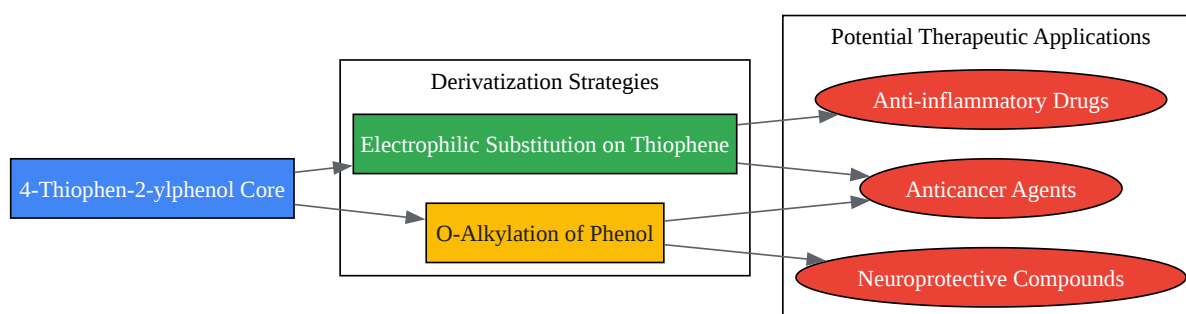 4-Thiophen-2-ylphenol Core
Derivatization Strategies
Electrophilic Substitution on Thiophene
O-Alkylation of Phenol
Potential Therapeutic Applications
Anti-inflammatory Drugs
Anticancer Agents
Neuroprotective Compounds